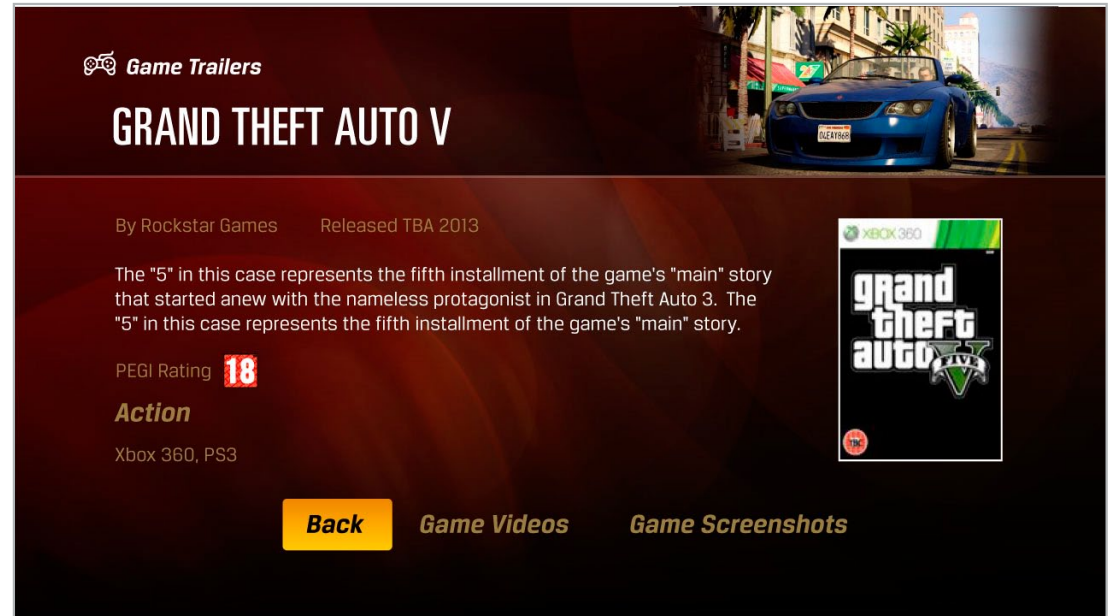 Game Trailers
GRAND THEFT AUTO V
27
By Rockstar Games Released TBA 2013
XBOX 360
The "5" in this case represents the fifth installment of the game's "main" story
that started anew with the nameless protagonist in Grand Theft Auto 3. The
"5" in this case represents the fifth installment of the game's "main" story.
grand
theft
auto
V
FIVE
PEGI Rating 18
Action
Xbox 360, PS3
Back Game Videos Game Screenshots